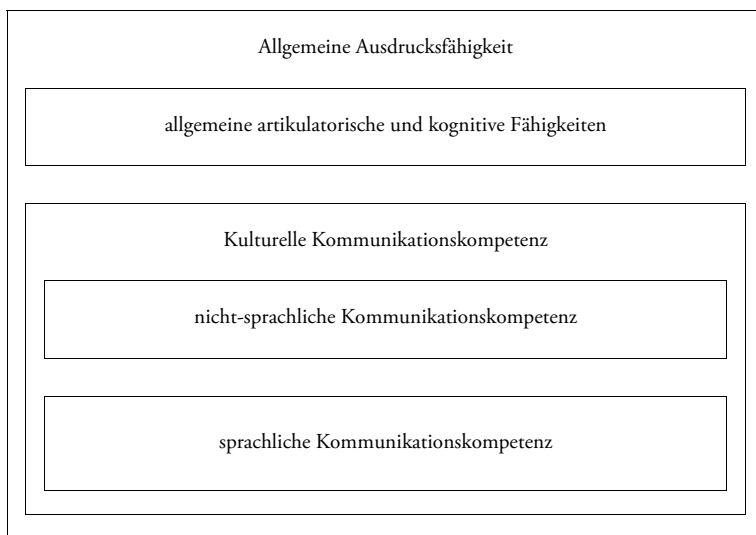 Allgemeine Ausdrucksfähigkeit
allgemeine artikulatorische und kognitive Fähigkeiten
Kulturelle Kommunikationskompetenz
nicht-sprachliche Kommunikationskompetenz
sprachliche Kommunikationskompetenz